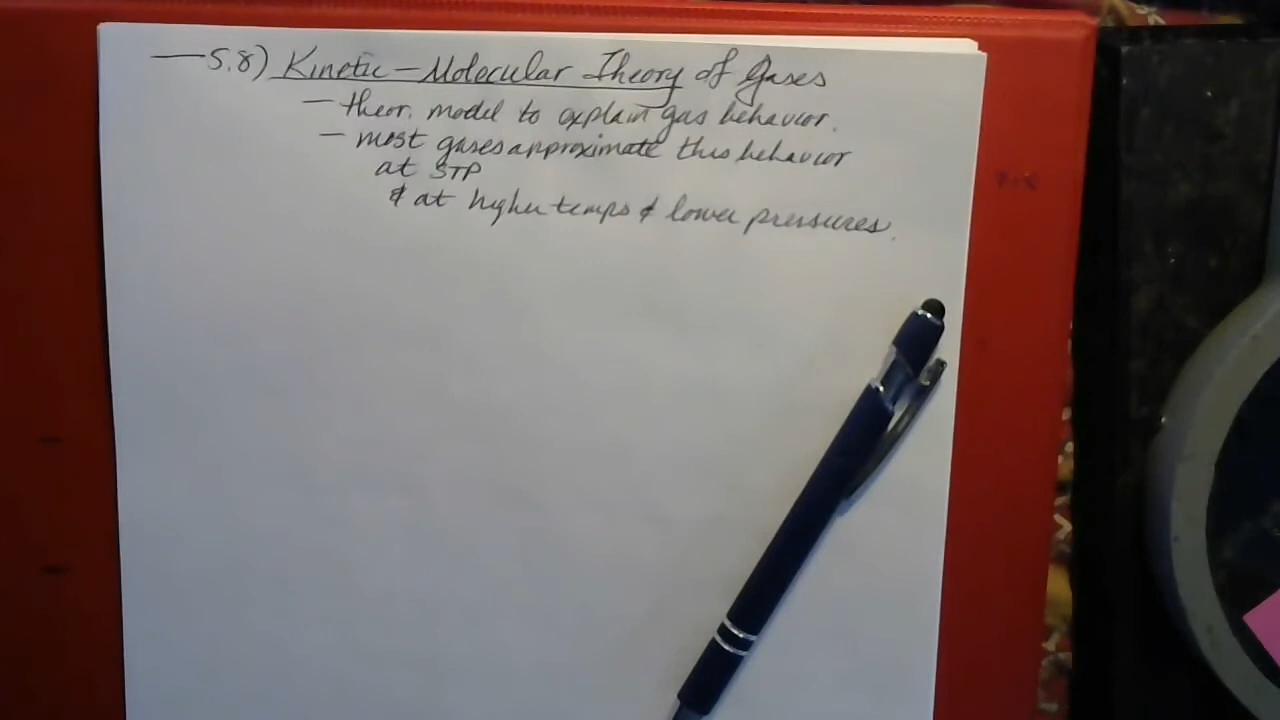 — 5.8) Kinetic-Molecular Theory of Gases
— theor. model to explain gas behavior.
— most gases approximate this behavior
at STP
& at higher temps & lower pressures.